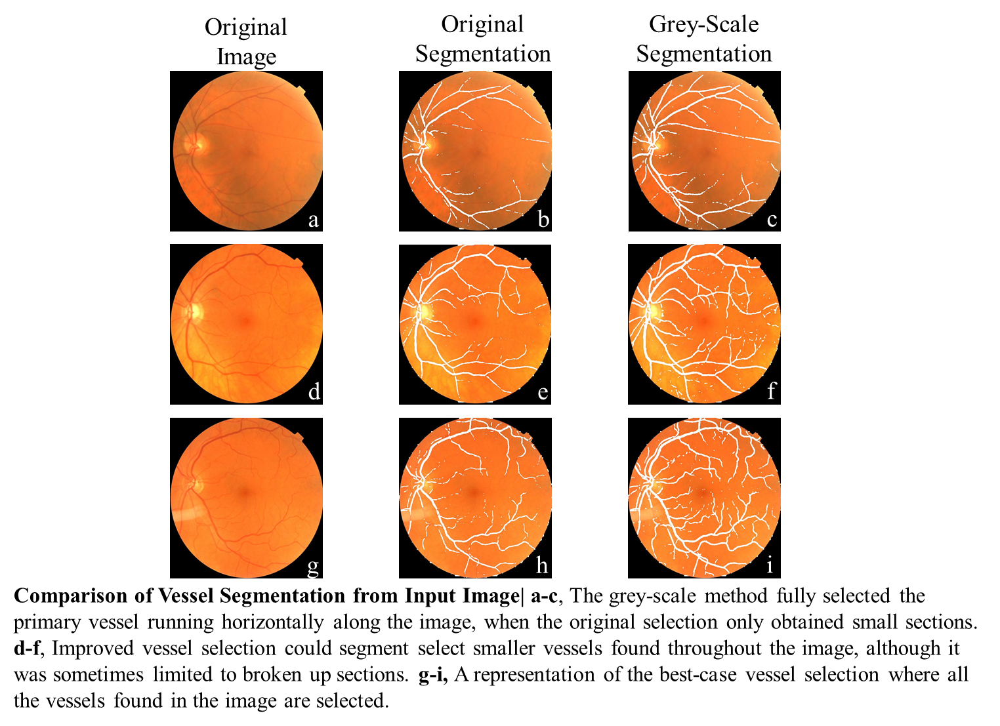 Original
Image
Original
Segmentation
Grey-Scale
Segmentation
a
b
c
d
e
f
g
h
i
Comparison of Vessel Segmentation from Input Image| a-c, The grey-scale method fully selected the
primary vessel running horizontally along the image, when the original selection only obtained small sections.
d-f, Improved vessel selection could segment select smaller vessels found throughout the image, although it
was sometimes limited to broken up sections. g-i, A representation of the best-case vessel selection where all
the vessels found in the image are selected.